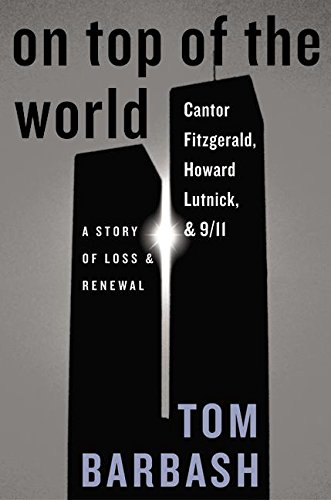 on top of the
world
Cantor
Fitzgerald,
Howard
Lutnick,
& 9/11
A STORY
OF LOSS &
RENEWAL
TOM
BARBASH